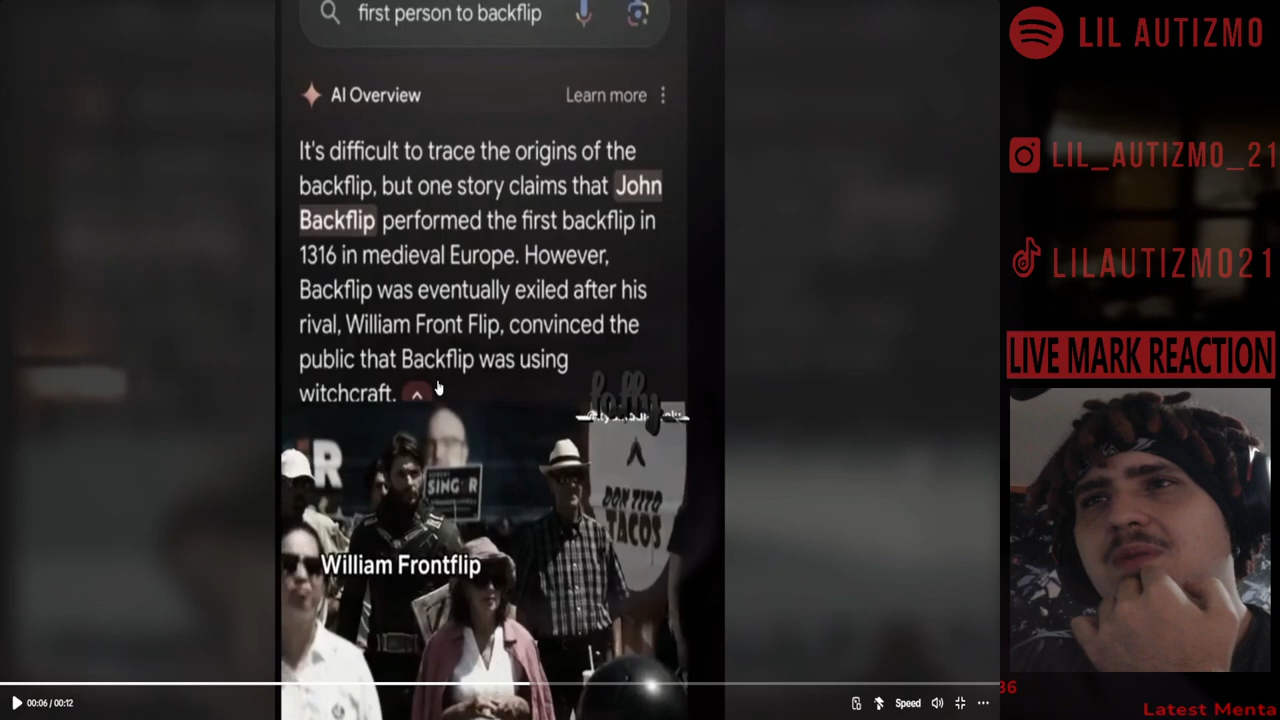 first person to backflip
AI Overview
Learn more
It's difficult to trace the origins of the
backflip, but one story claims that John
Backflip performed the first backflip in
1316 in medieval Europe. However,
Backflip was eventually exiled after his
rival, William Front Flip, convinced the
public that Backflip was using
witchcraft.
R
SINGER
DON TITO
TACOS
William Frontflip
00:06 / 00:12
Speed
LIL AUTIZMO
LIL_AUTIZMO_21
LILAUTIZMO21
LIVE MARK REACTION
36
Latest Menta